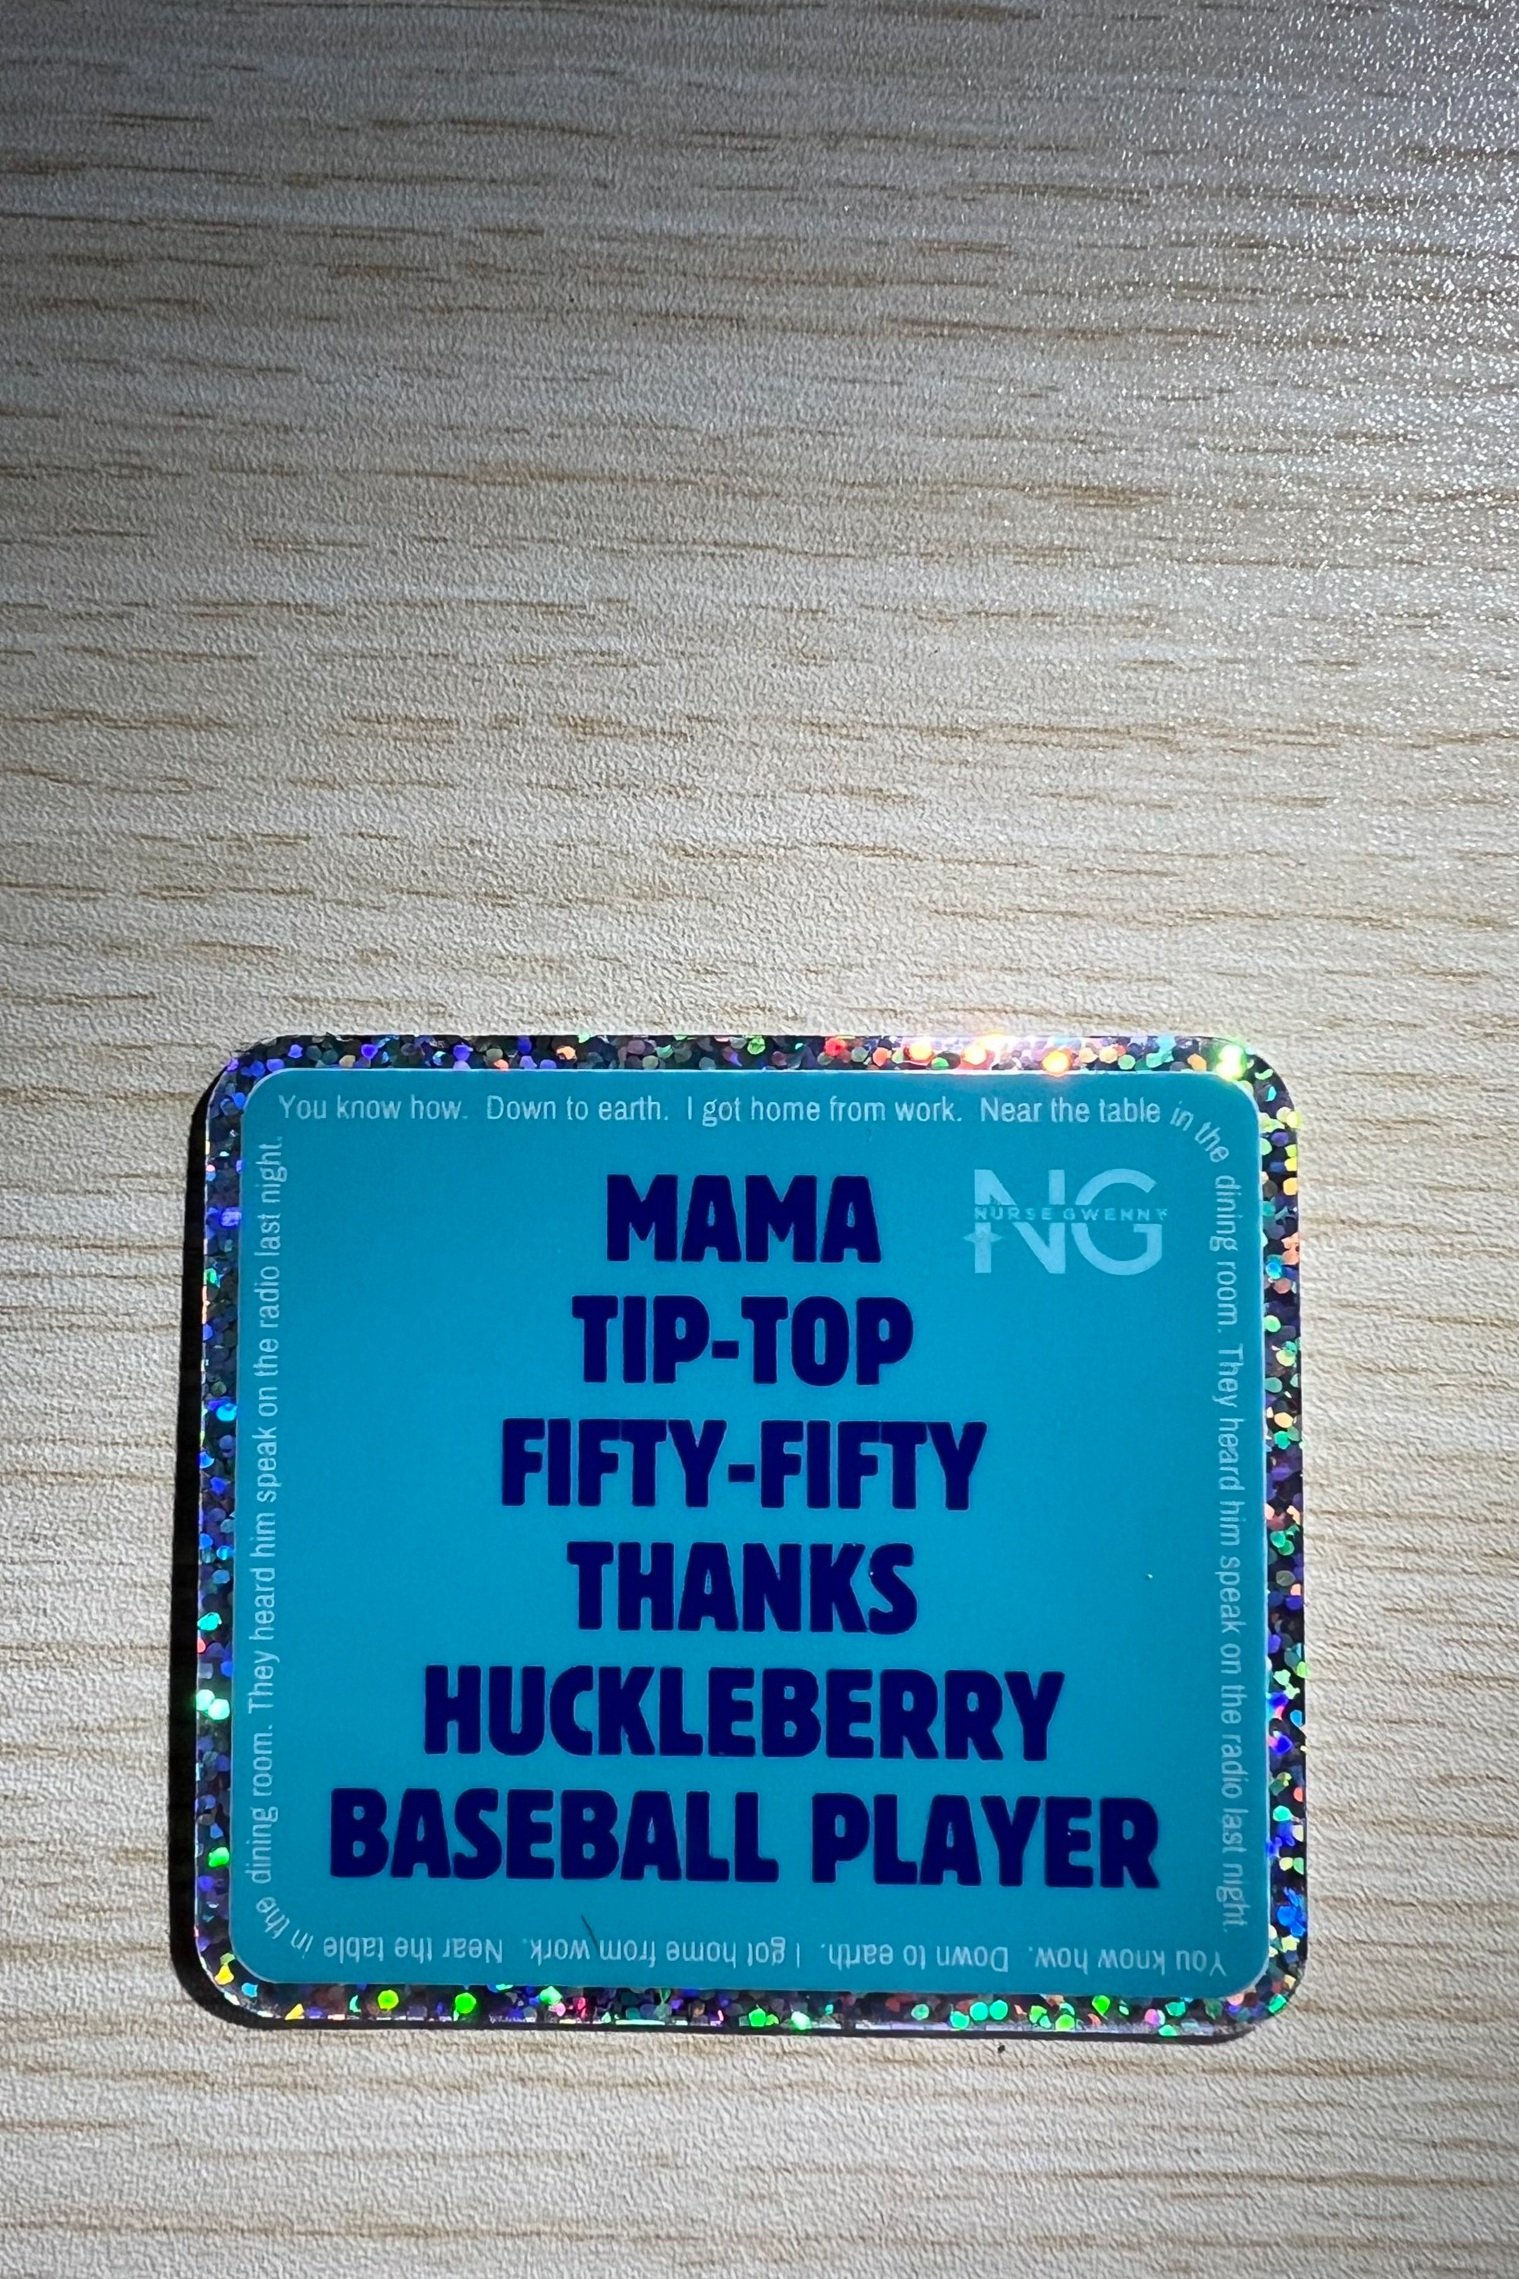 You know how. Down to earth. I got home from work. Near the table in the dining room. They heard him speak on the radio last night.
NG
NURSE GWENNY
MAMA
TIP-TOP
FIFTY-FIFTY
THANKS
HUCKLEBERRY
BASEBALL PLAYER
You know how. Down to earth. I got home from work. Near the table in the dining room. They heard him speak on the radio last night.